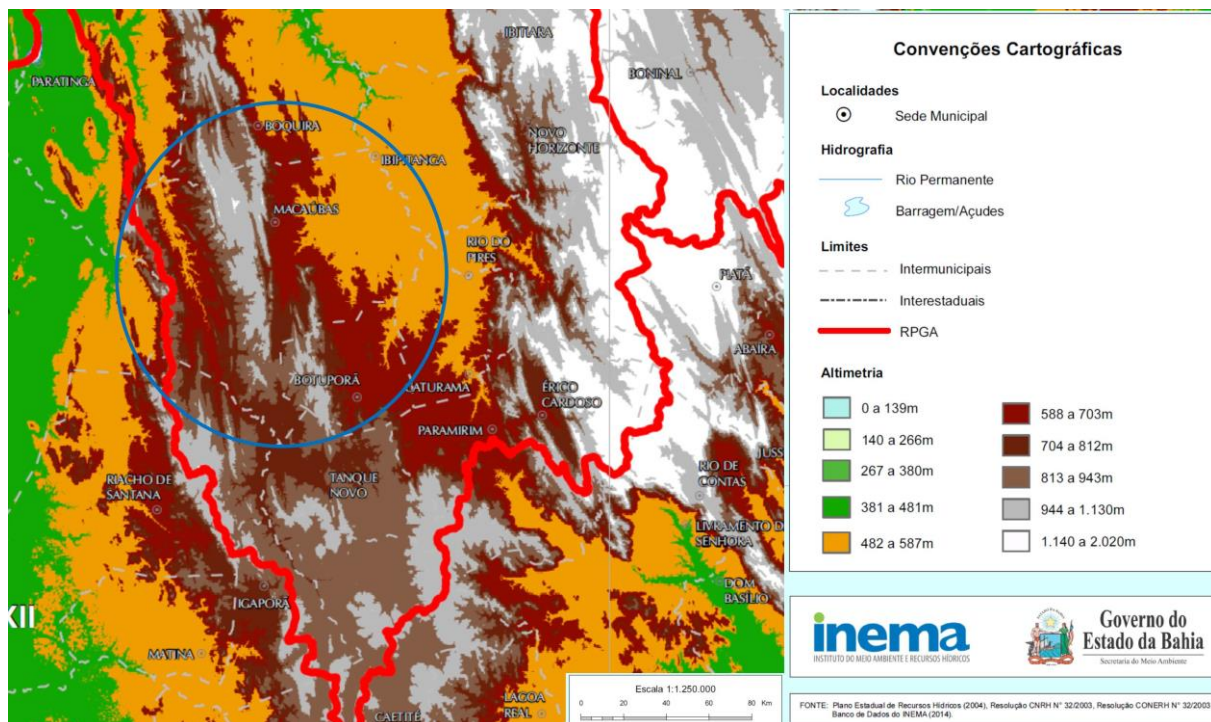 IBITIARA
BONINAL
PARATINGA
BOQUIRA
NOVO
HORIZONTE
IBIPITANGA
MACAÚBAS
RIO DO
PIRES
PIATÃ
ABAÍRA
BOTUPORÃ
CATURAMA
ÉRICO
CARDOSO
PARAMIRIM
RIACHO DE
SANTANA
TANQUE
NOVO
RIO DE
CONTAS
JUSS
LIVRAMENTO D
SENHORA
DOM
BASÍLIO
IGAPORÃ
XII
MATINA
LAGOA
REAL
CAETITÉ
Escala 1:1.250.000
0 20 40 60 80 Km
Convenções Cartográficas
Localidades
Sede Municipal
Hidrografia
Rio Permanente
Barragem/Açudes
Limites
Intermunicipais
Interestaduais
RPGA
Altimetria
0 a 139m
140 a 266m
267 a 380m
381 a 481m
482 a 587m
588 a 703m
704 a 812m
813 a 943m
944 a 1.130m
1.140 a 2.020m
inema
INSTITUTO DO MEIO AMBIENTE E RECURSOS HÍDRICOS
Governo do
Estado da Bahia
Secretaria do Meio Ambiente
FONTE: Plano Estadual de Recursos Hídricos (2004), Resolução CNRH N° 32/2003, Resolução CONERH N° 32/2003
Banco de Dados do INEMA (2014).